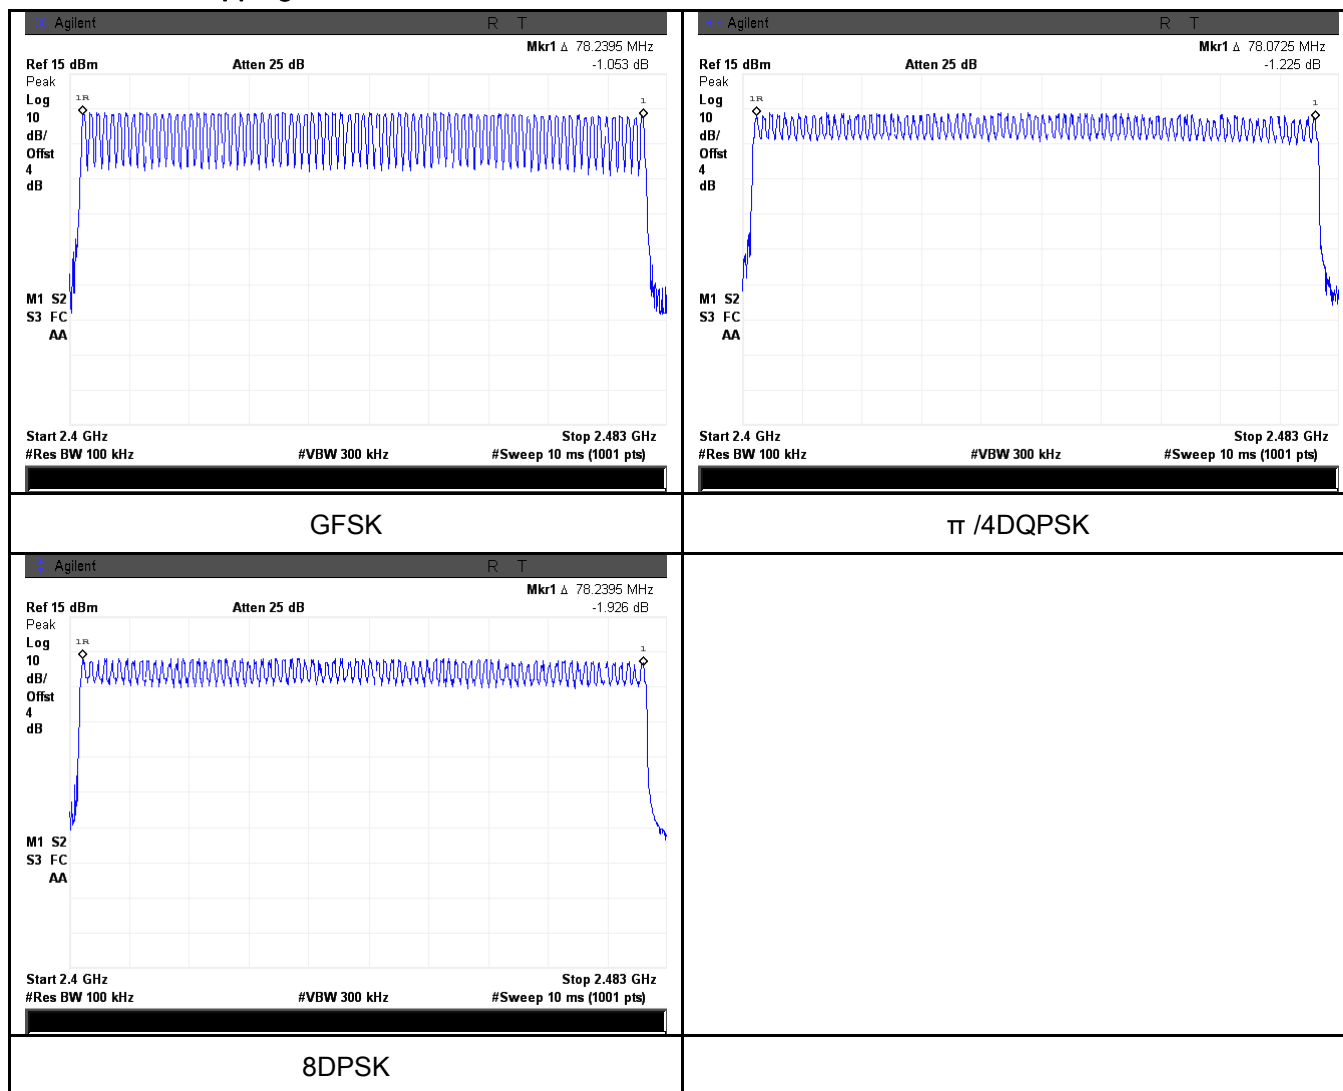 Agilent R T
Mkr1 Δ 78.2395 MHz
Ref 15 dBm Atten 25 dB -1.053 dB
Peak
Log
10
dB/
Offst
4
dB
1R
1
M1 S2
S3 FC
AA
Start 2.4 GHz Stop 2.483 GHz
#Res BW 100 kHz #VBW 300 kHz #Sweep 10 ms (1001 pts)
GFSK
Agilent R T
Mkr1 Δ 78.0725 MHz
Ref 15 dBm Atten 25 dB -1.225 dB
Peak
Log
10
dB/
Offst
4
dB
1R
1
M1 S2
S3 FC
AA
Start 2.4 GHz Stop 2.483 GHz
#Res BW 100 kHz #VBW 300 kHz #Sweep 10 ms (1001 pts)
π /4DQPSK
Agilent R T
Mkr1 Δ 78.2395 MHz
Ref 15 dBm Atten 25 dB -1.926 dB
Peak
Log
10
dB/
Offst
4
dB
1R
1
M1 S2
S3 FC
AA
Start 2.4 GHz Stop 2.483 GHz
#Res BW 100 kHz #VBW 300 kHz #Sweep 10 ms (1001 pts)
8DPSK